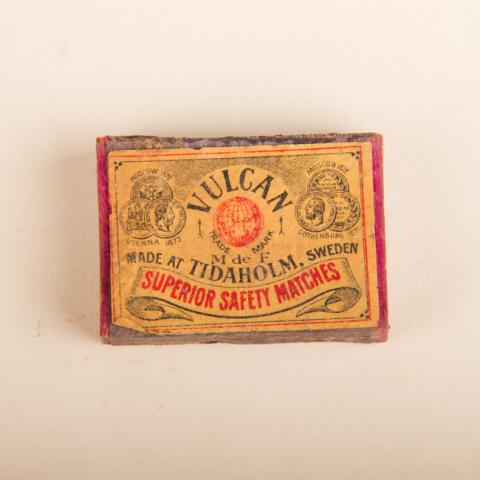 VULCAN
MOSCOW 1872
MOSCOW 1872
VIENNA 1873
GOTHENBURG
TRADE MARK
M de F
MADE AT TIDAHOLM, SWEDEN
SUPERIOR SAFETY MATCHES